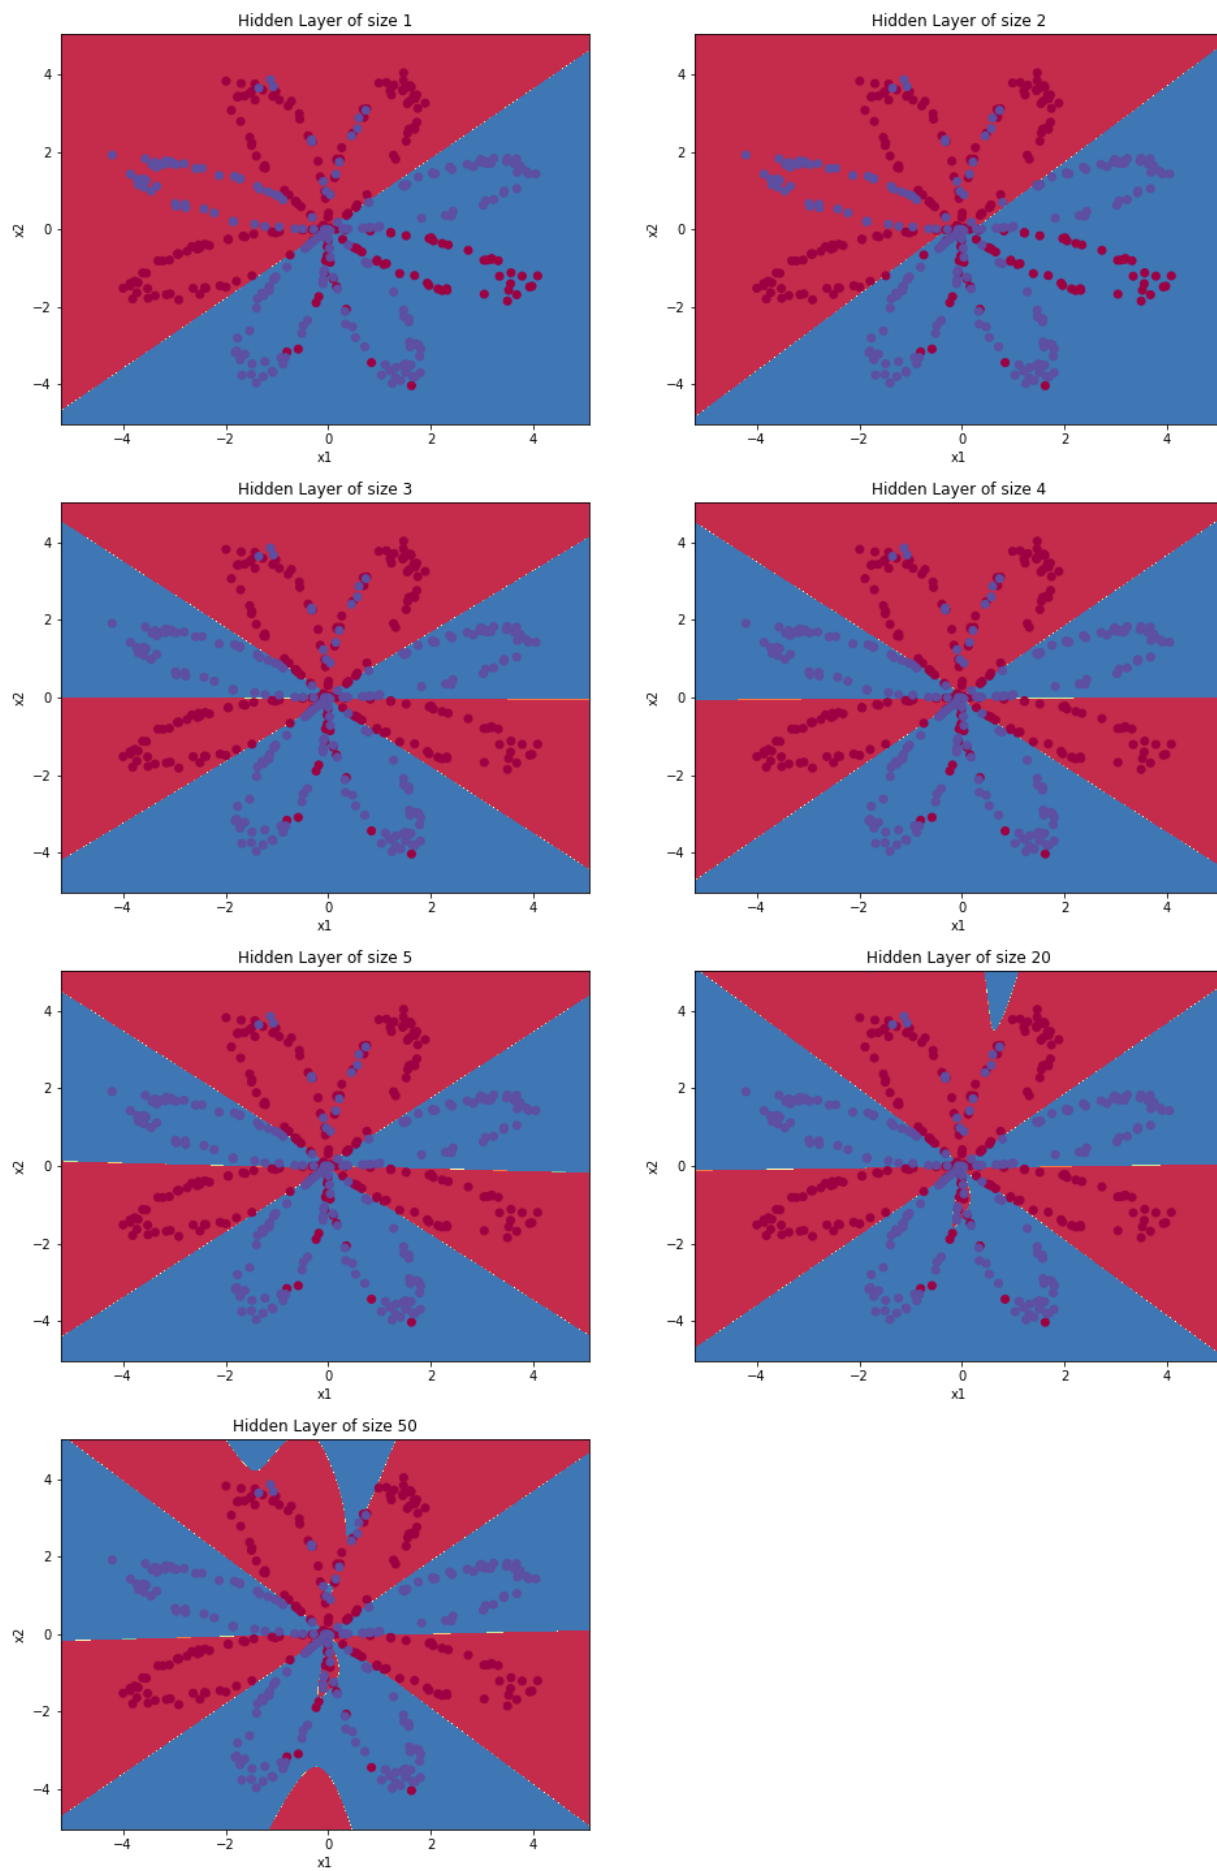 Hidden Layer of size 1
4
2
0
−2
−4
x2
−4 −2 0 2 4
x1
Hidden Layer of size 2
4
2
0
−2
−4
x2
−4 −2 0 2 4
x1
Hidden Layer of size 3
4
2
0
−2
−4
x2
−4 −2 0 2 4
x1
Hidden Layer of size 4
4
2
0
−2
−4
x2
−4 −2 0 2 4
x1
Hidden Layer of size 5
4
2
0
−2
−4
x2
−4 −2 0 2 4
x1
Hidden Layer of size 20
4
2
0
−2
−4
x2
−4 −2 0 2 4
x1
Hidden Layer of size 50
4
2
0
−2
−4
x2
−4 −2 0 2 4
x1